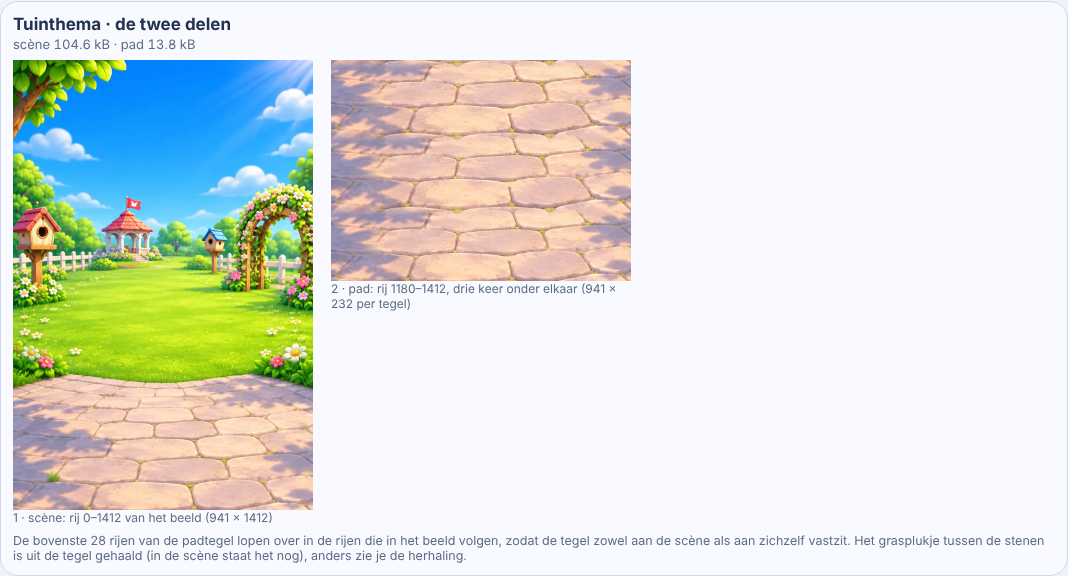 Tuinthema · de twee delen
scène 104.6 kB · pad 13.8 kB
2 · pad: rij 1180–1412, drie keer onder elkaar (941 ×
232 per tegel)
1 · scène: rij 0–1412 van het beeld (941 × 1412)
De bovenste 28 rijen van de padtegel lopen over in de rijen die in het beeld volgen, zodat de tegel zowel aan de scène als aan zichzelf vastzit. Het grasplukje tussen de stenen
is uit de tegel gehaald (in de scène staat het nog), anders zie je de herhaling.